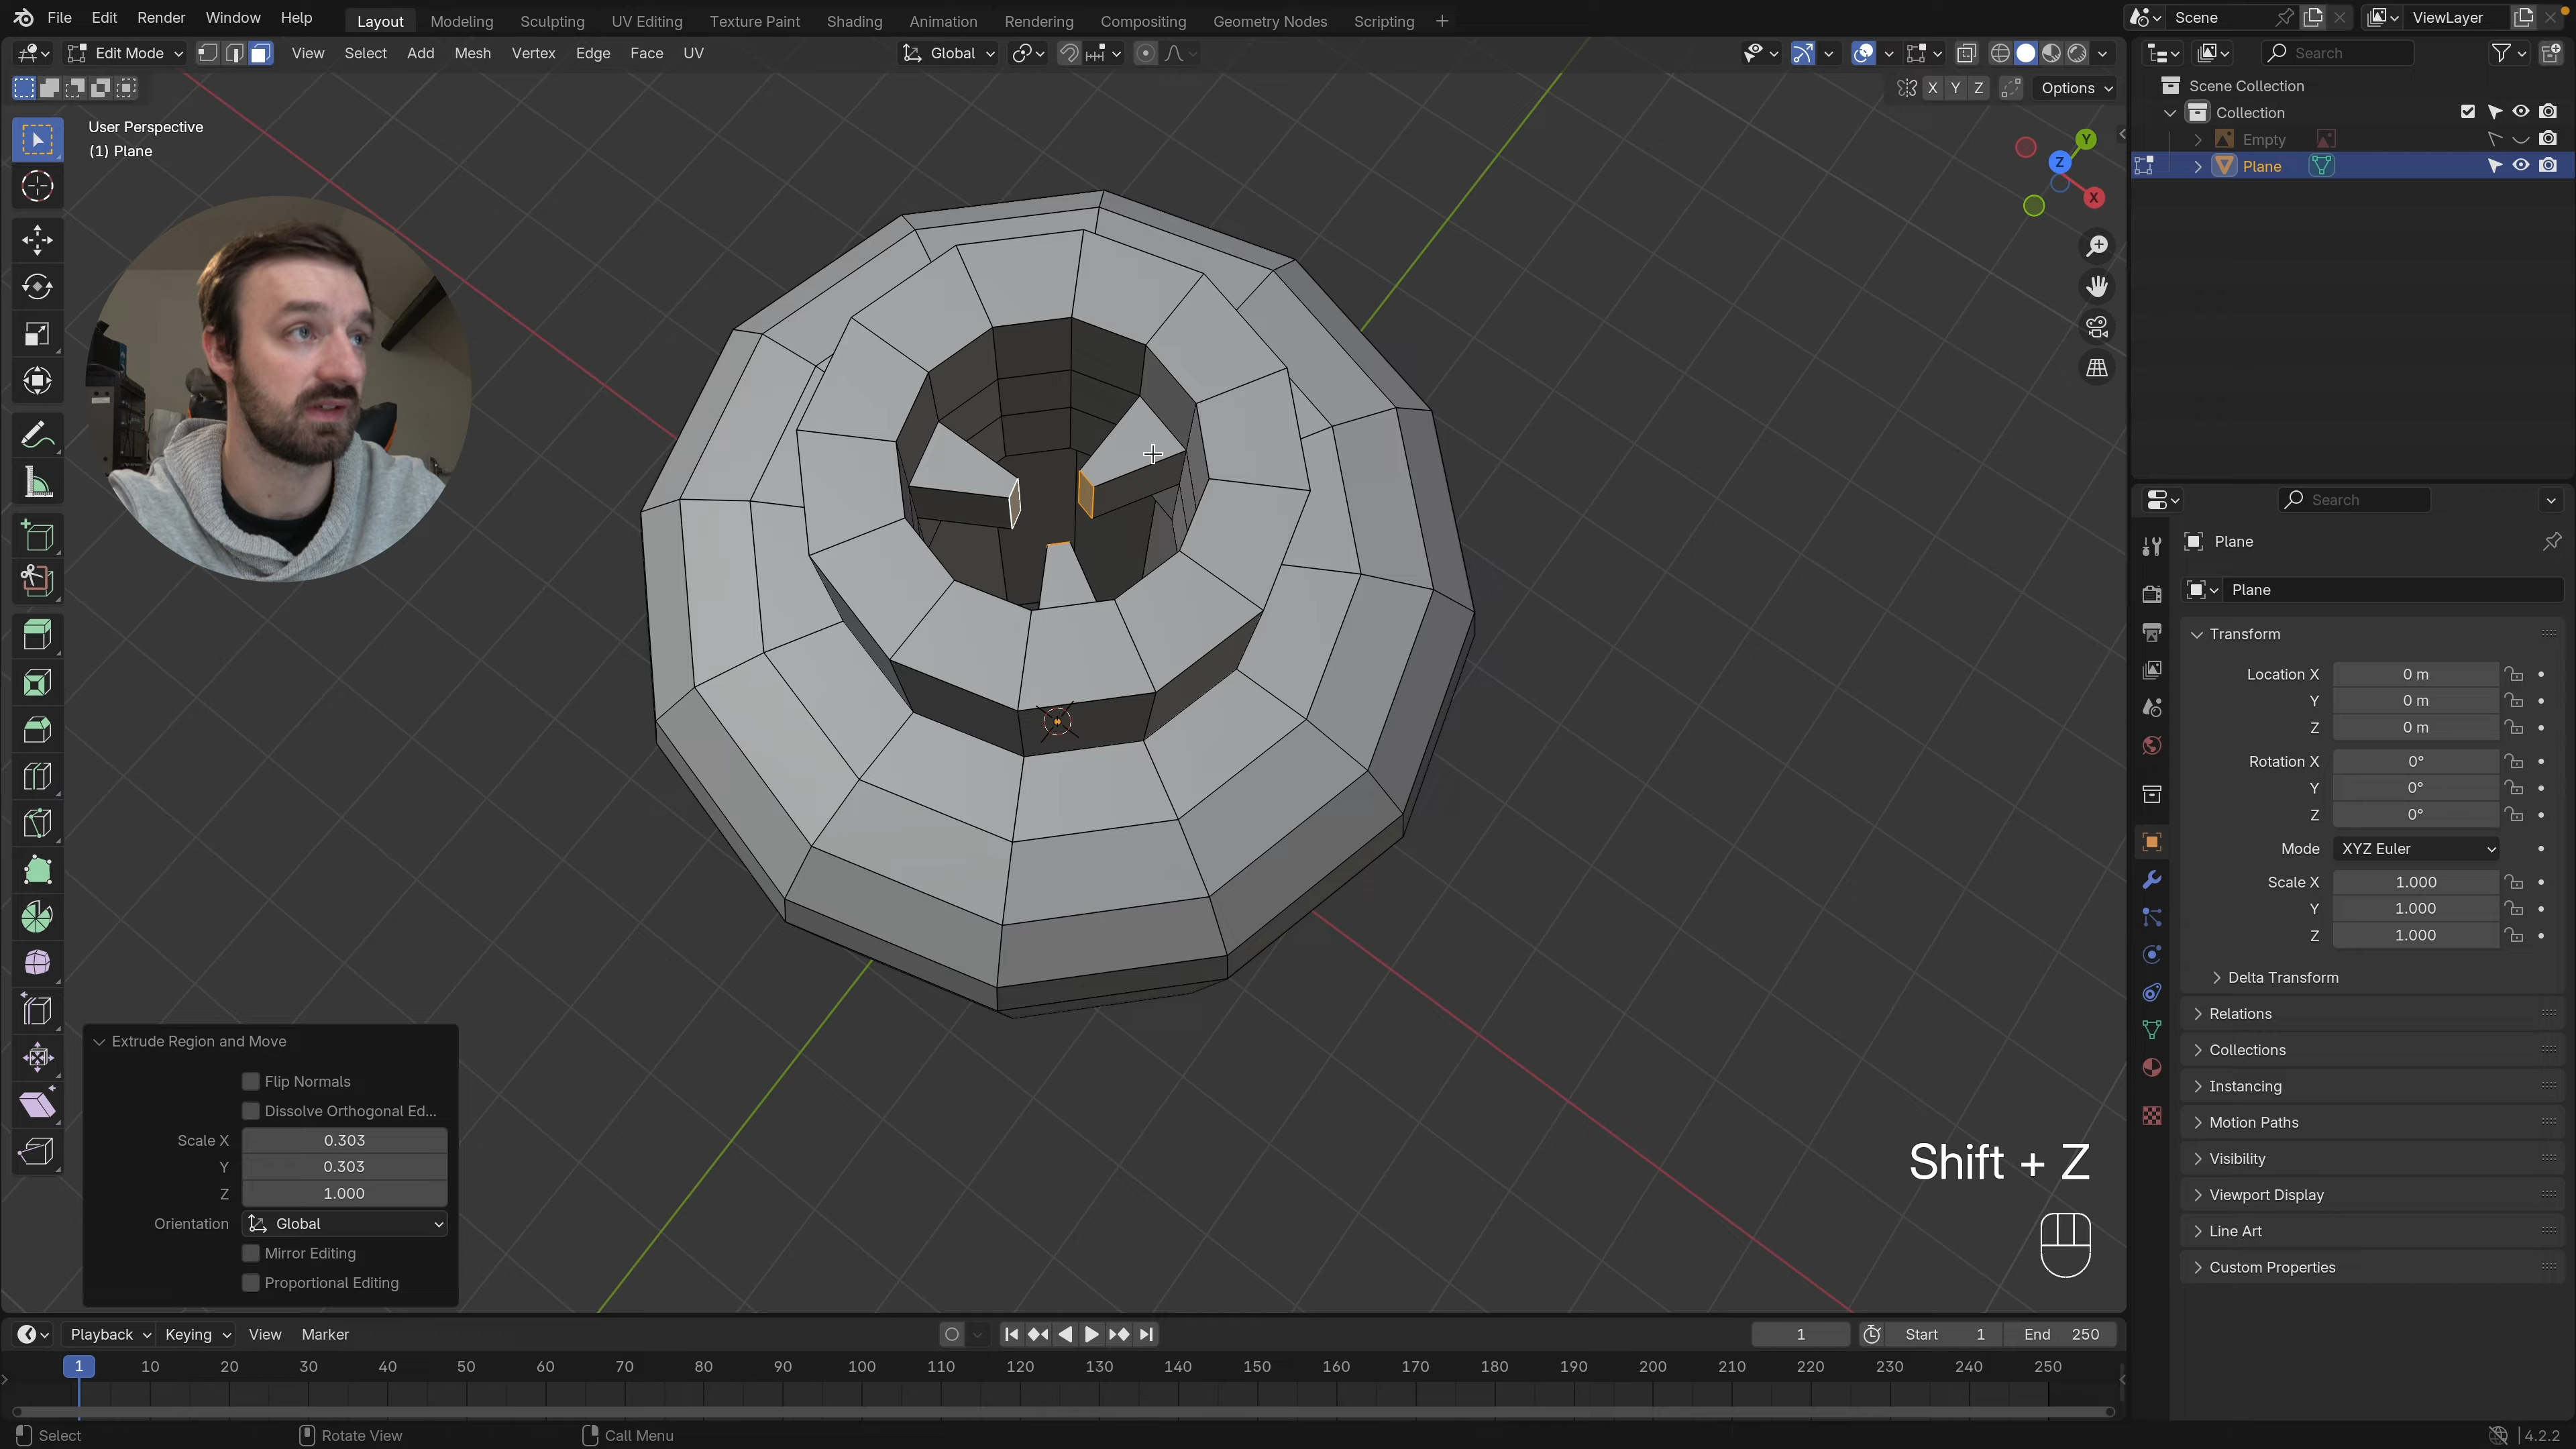 File Edit Render Window Help Layout Modeling Sculpting UV Editing Texture Paint Shading Animation Rendering Compositing Geometry Nodes Scripting + Scene ViewLayer
Edit Mode View Select Add Mesh Vertex Edge Face UV Global Search
X Y Z Options
Scene Collection
Collection
Empty
Plane
User Perspective
(1) Plane
Y
Z
X
Search
Plane
Plane
Transform
Location X 0 m
Y 0 m
Z 0 m
Rotation X 0°
Y 0°
Z 0°
Mode XYZ Euler
Scale X 1.000
Y 1.000
Z 1.000
Delta Transform
Relations
Collections
Instancing
Motion Paths
Visibility
Viewport Display
Line Art
Custom Properties
Extrude Region and Move
Flip Normals
Dissolve Orthogonal Ed...
Scale X 0.303
Y 0.303
Z 1.000
Orientation Global
Mirror Editing
Proportional Editing
Shift + Z
Playback Keying View Marker 1 Start 1 End 250
1 10 20 30 40 50 60 70 80 90 100 110 120 130 140 150 160 170 180 190 200 210 220 230 240 250
Select Rotate View Call Menu 4.2.2